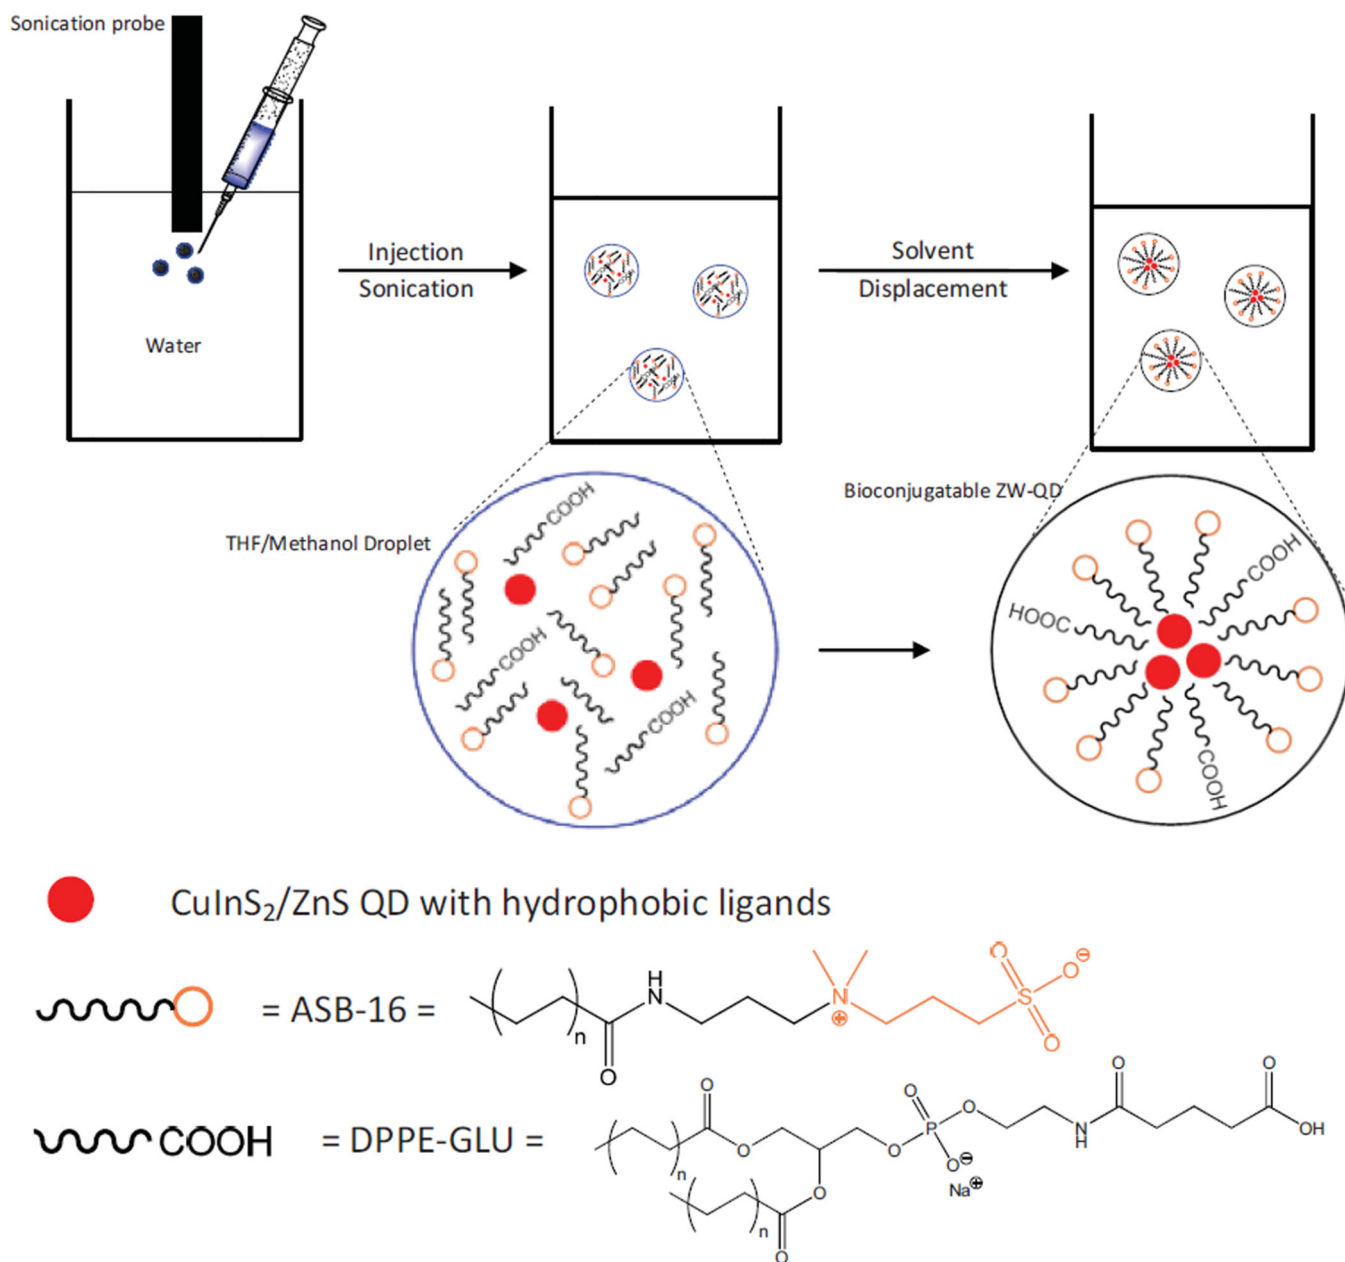 Sonication probe
Water
Injection
Sonication
Solvent
Displacement
THF/Methanol Droplet
COOH
COOH
COOH
Bioconjugatable ZW-QD
COOH
HOOC
COOH
CuInS₂/ZnS QD with hydrophobic ligands
= ASB-16 =
n
O
H
N
N
⊕
O
S
O
O
⊖
COOH
= DPPE-GLU =
n
O
O
n
O
O
O
O
P
O
⊖
Na⊕
O
N
H
O
O
OH